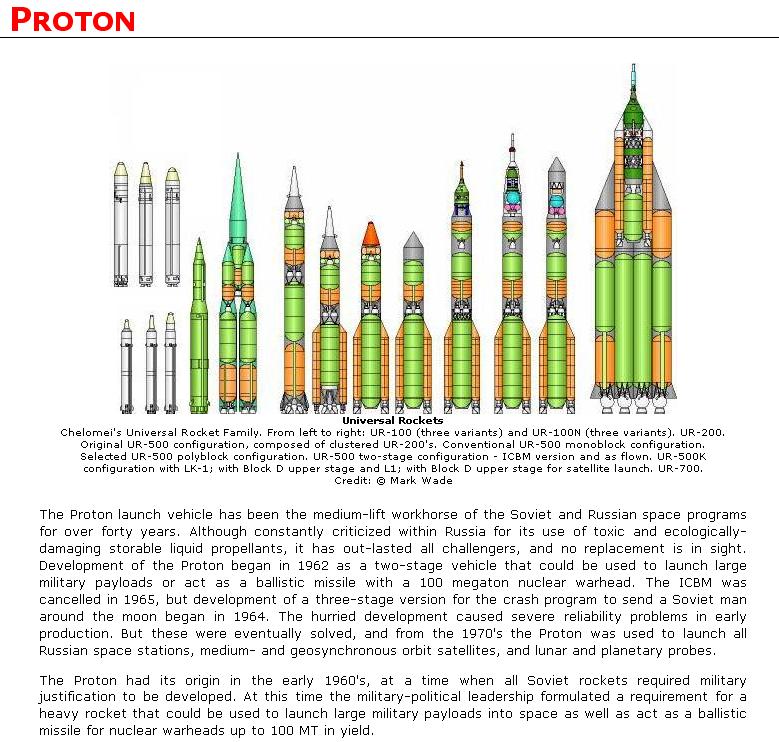 PROTON
Universal Rockets
Chelomei's Universal Rocket Family. From left to right: UR-100 (three variants) and UR-100N (three variants). UR-200.
Original UR-500 configuration, composed of clustered UR-200's. Conventional UR-500 monoblock configuration.
Selected UR-500 polyblock configuration. UR-500 two-stage configuration - ICBM version and as flown. UR-500K
configuration with LK-1; with Block D upper stage and L1; with Block D upper stage for satellite launch. UR-700.
Credit: © Mark Wade
The Proton launch vehicle has been the medium-lift workhorse of the Soviet and Russian space programs
for over forty years. Although constantly criticized within Russia for its use of toxic and ecologically-
damaging storable liquid propellants, it has out-lasted all challengers, and no replacement is in sight.
Development of the Proton began in 1962 as a two-stage vehicle that could be used to launch large
military payloads or act as a ballistic missile with a 100 megaton nuclear warhead. The ICBM was
cancelled in 1965, but development of a three-stage version for the crash program to send a Soviet man
around the moon began in 1964. The hurried development caused severe reliability problems in early
production. But these were eventually solved, and from the 1970's the Proton was used to launch all
Russian space stations, medium- and geosynchronous orbit satellites, and lunar and planetary probes.
The Proton had its origin in the early 1960's, at a time when all Soviet rockets required military
justification to be developed. At this time the military-political leadership formulated a requirement for a
heavy rocket that could be used to launch large military payloads into space as well as act as a ballistic
missile for nuclear warheads up to 100 MT in yield.